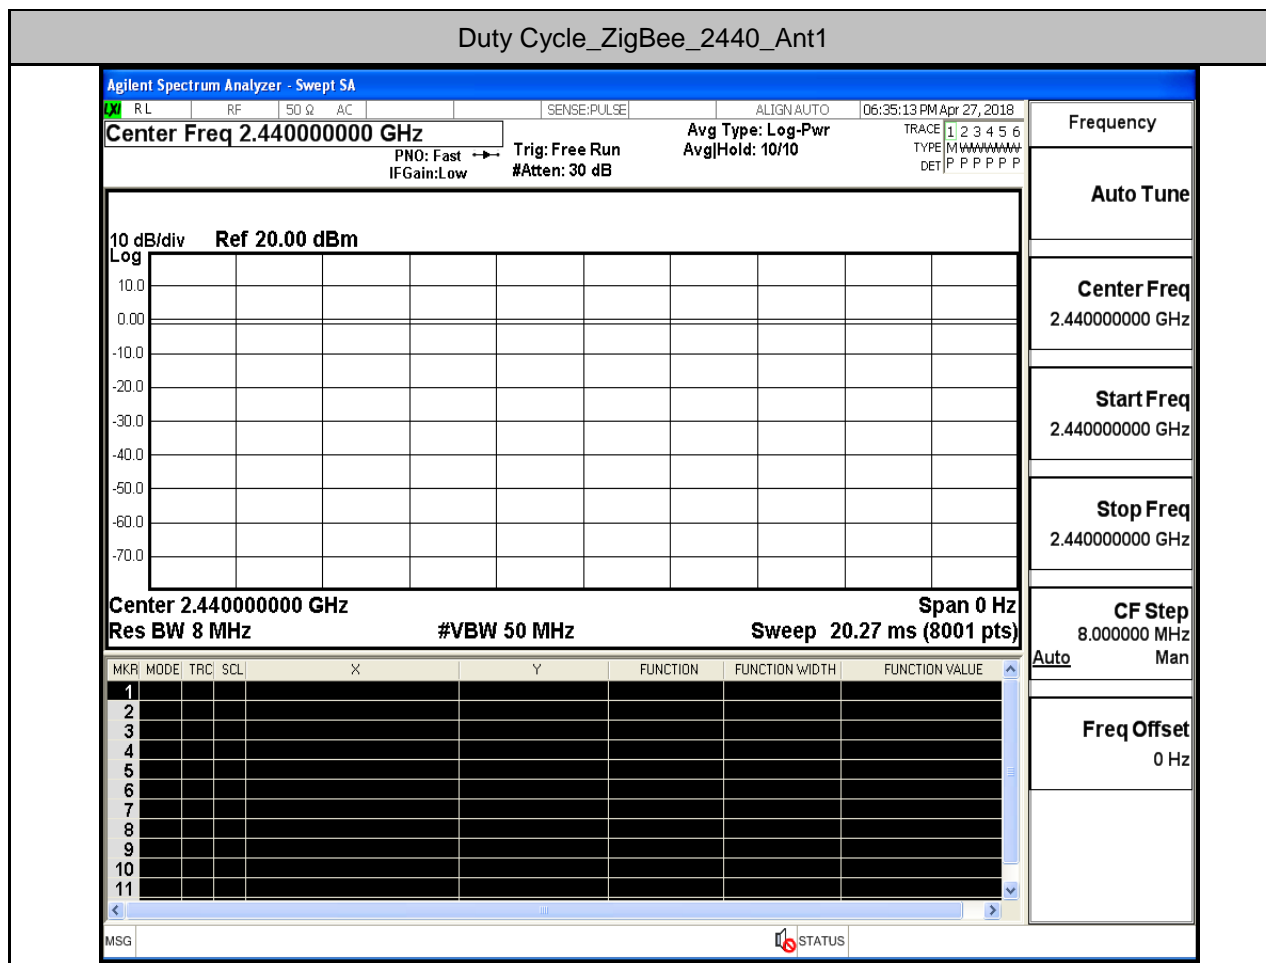 Duty Cycle_ZigBee_2440_Ant1
Agilent Spectrum Analyzer - Swept SA
LXI RL RF 50 Ω AC SENSE:PULSE ALIGN AUTO 06:35:13 PM Apr 27, 2018
Center Freq 2.440000000 GHz Avg Type: Log-Pwr TRACE 1 2 3 4 5 6
PNO: Fast Trig: Free Run Avg|Hold: 10/10 TYPE M WWWWW
IFGain:Low #Atten: 30 dB DET P P P P P P
10 dB/div Ref 20.00 dBm
Log
10.0
0.00
-10.0
-20.0
-30.0
-40.0
-50.0
-60.0
-70.0
Center 2.440000000 GHz Span 0 Hz
Res BW 8 MHz #VBW 50 MHz Sweep 20.27 ms (8001 pts)
MKR MODE TRC SCL X Y FUNCTION FUNCTION WIDTH FUNCTION VALUE
1
2
3
4
5
6
7
8
9
10
11
MSG STATUS
Frequency
Auto Tune
Center Freq
2.440000000 GHz
Start Freq
2.440000000 GHz
Stop Freq
2.440000000 GHz
CF Step
8.000000 MHz
Auto Man
Freq Offset
0 Hz